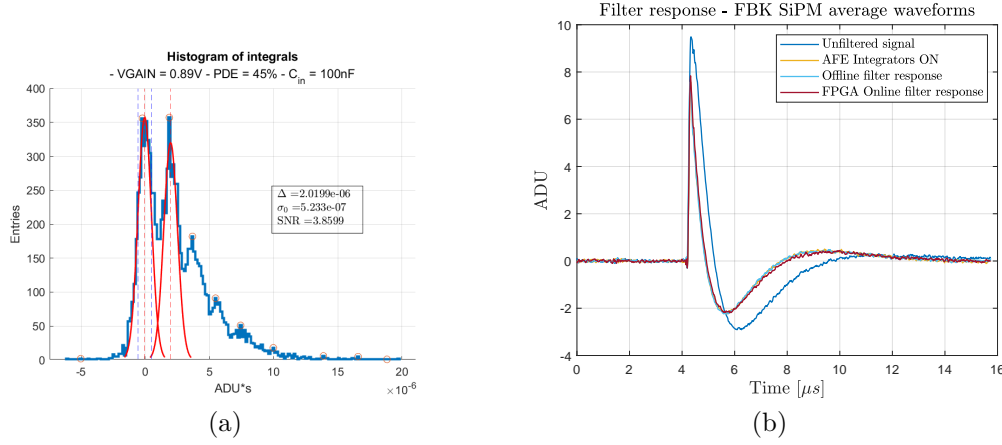 Histogram of integrals
- VGAIN = 0.89V - PDE = 45% - C_in = 100nF
Entries
400
350
300
250
200
150
100
50
0
Δ =2.0199e-06
σ₀ =5.233e-07
SNR =3.8599
-5 0 5 10 15 20
ADU*s
×10⁻⁶
(a)
Filter response - FBK SiPM average waveforms
ADU
10
8
6
4
2
0
-2
-4
Unfiltered signal
AFE Integrators ON
Offline filter response
FPGA Online filter response
0 2 4 6 8 10 12 14 16
Time [μs]
(b)